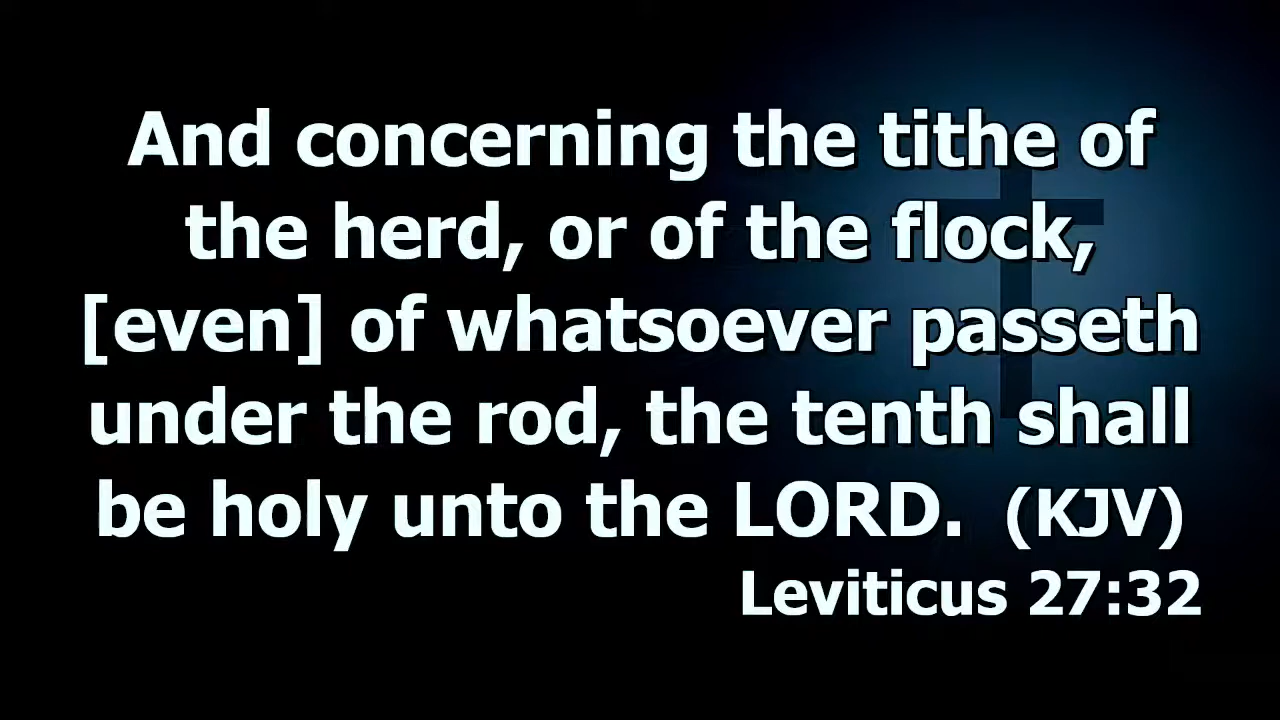 And concerning the tithe of
the herd, or of the flock,
[even] of whatsoever passeth
under the rod, the tenth shall
be holy unto the LORD.  (KJV)
Leviticus 27:32